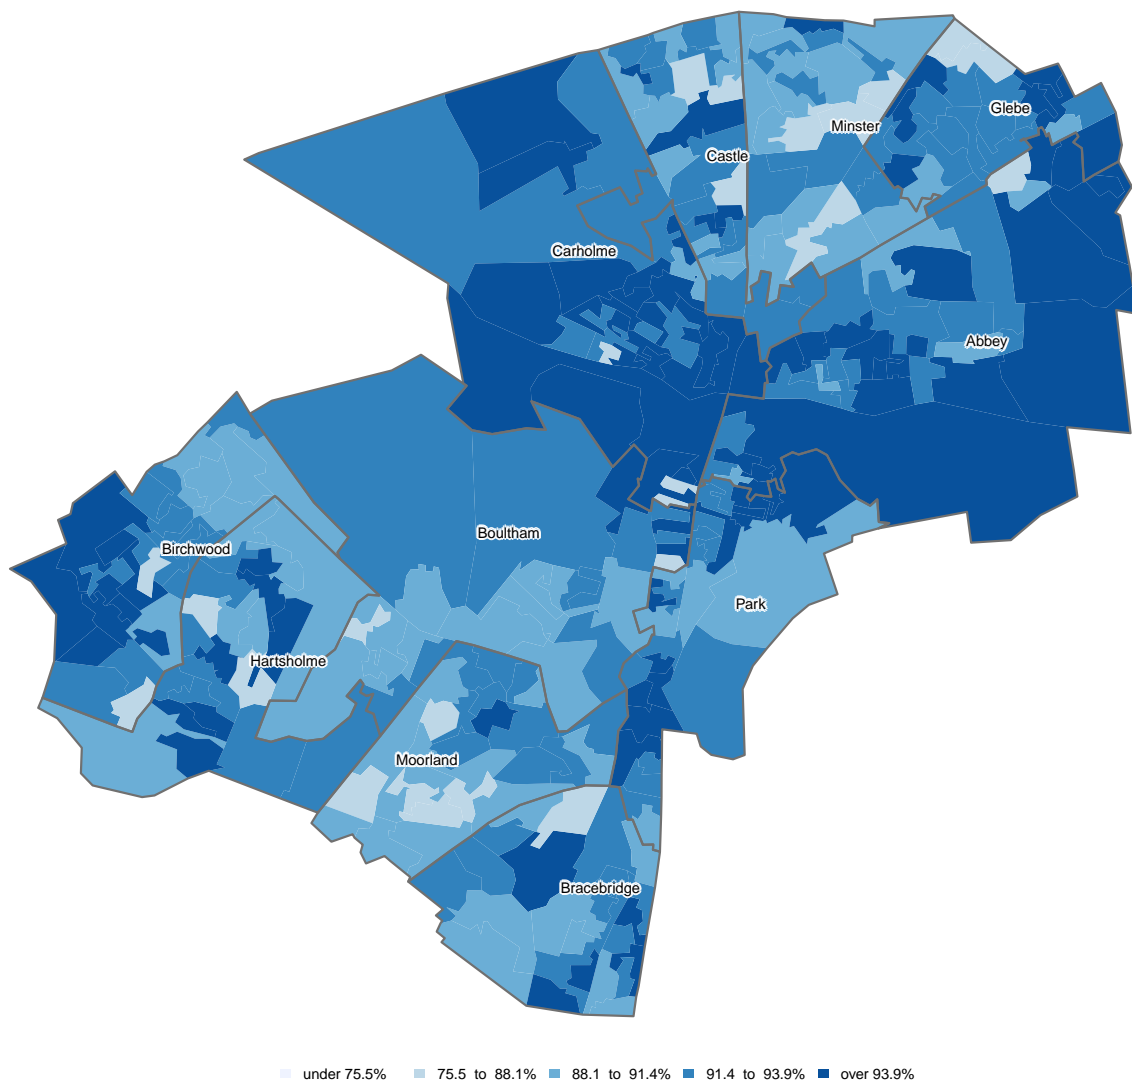 Glebe
Minster
Castle
Carholme
Abbey
Boultham
Birchwood
Park
Hartsholme
Moorland
Bracebridge
under 75.5% 75.5 to 88.1% 88.1 to 91.4% 91.4 to 93.9% over 93.9%